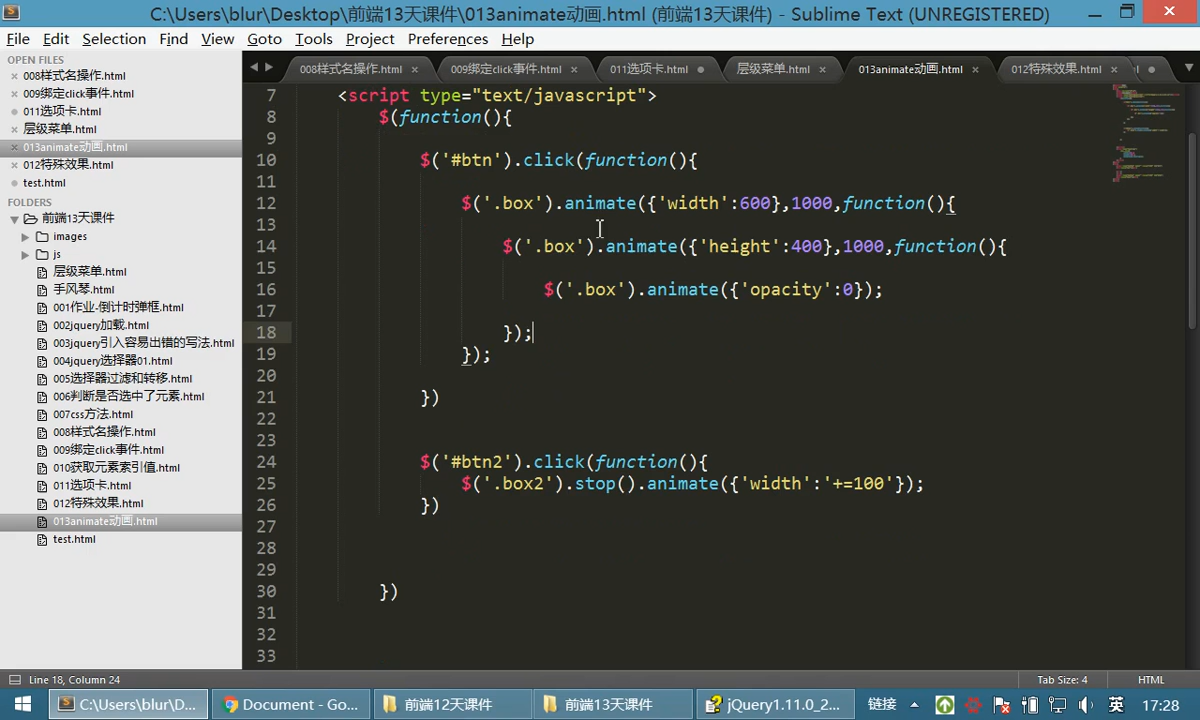 C:\Users\blur\Desktop\前端13天课件\013animate动画.html (前端13天课件) - Sublime Text (UNREGISTERED)
File Edit Selection Find View Goto Tools Project Preferences Help
OPEN FILES
008样式名操作.html
009绑定click事件.html
011选项卡.html
层级菜单.html
013animate动画.html
012特殊效果.html
test.html
FOLDERS
前端13天课件
images
js
层级菜单.html
手风琴.html
001作业-倒计时弹框.html
002jquery加载.html
003jquery引入容易出错的写法.html
004jquery选择器01.html
005选择器过滤和转移.html
006判断是否选中了元素.html
007css方法.html
008样式名操作.html
009绑定click事件.html
010获取元素索引值.html
011选项卡.html
012特殊效果.html
013animate动画.html
test.html
008样式名操作.html 009绑定click事件.html 011选项卡.html 层级菜单.html 013animate动画.html 012特殊效果.html
7 <script type="text/javascript">
8 $(function(){
9
10 $('#btn').click(function(){
11
12 $('.box').animate({'width':600},1000,function(){
13
14 $('.box').animate({'height':400},1000,function(){
15
16 $('.box').animate({'opacity':0});
17
18 });
19 });
20
21 })
22
23
24 $('#btn2').click(function(){
25 $('.box2').stop().animate({'width':'+=100'});
26 })
27
28
29
30 })
31
32
33
Line 18, Column 24 Tab Size: 4 HTML
C:\Users\blur\D... Document - Go... 前端12天课件 前端13天课件 jQuery1.11.0_2... 链接 英 17:28